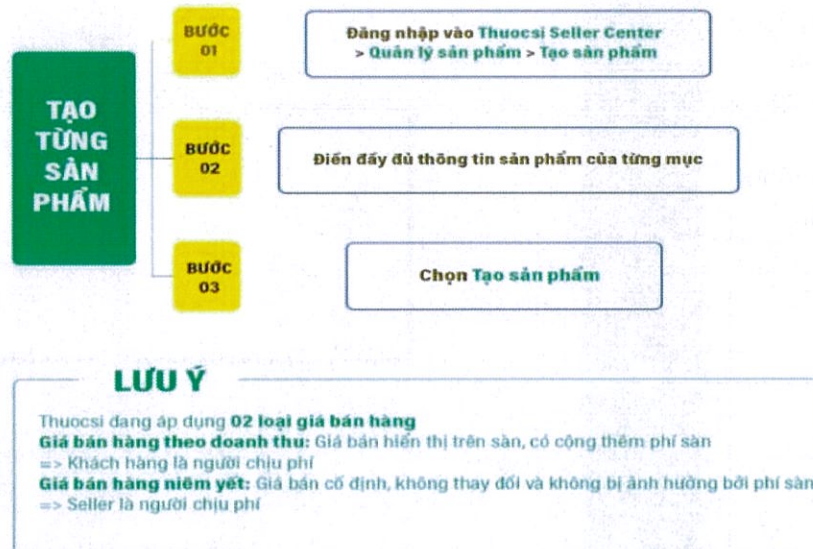 TẠO
TỪNG
SẢN
PHẨM
BƯỚC
01
Đăng nhập vào Thuocsi Seller Center
> Quản lý sản phẩm > Tạo sản phẩm
BƯỚC
02
Điền đầy đủ thông tin sản phẩm của từng mục
BƯỚC
03
Chọn Tạo sản phẩm
LƯU Ý
Thuocsi đang áp dụng 02 loại giá bán hàng
Giá bán hàng theo doanh thu: Giá bán hiển thị trên sàn, có cộng thêm phí sàn
=> Khách hàng là người chịu phí
Giá bán hàng niêm yết: Giá bán cố định, không thay đổi và không bị ảnh hưởng bởi phí sàn
=> Seller là người chịu phí